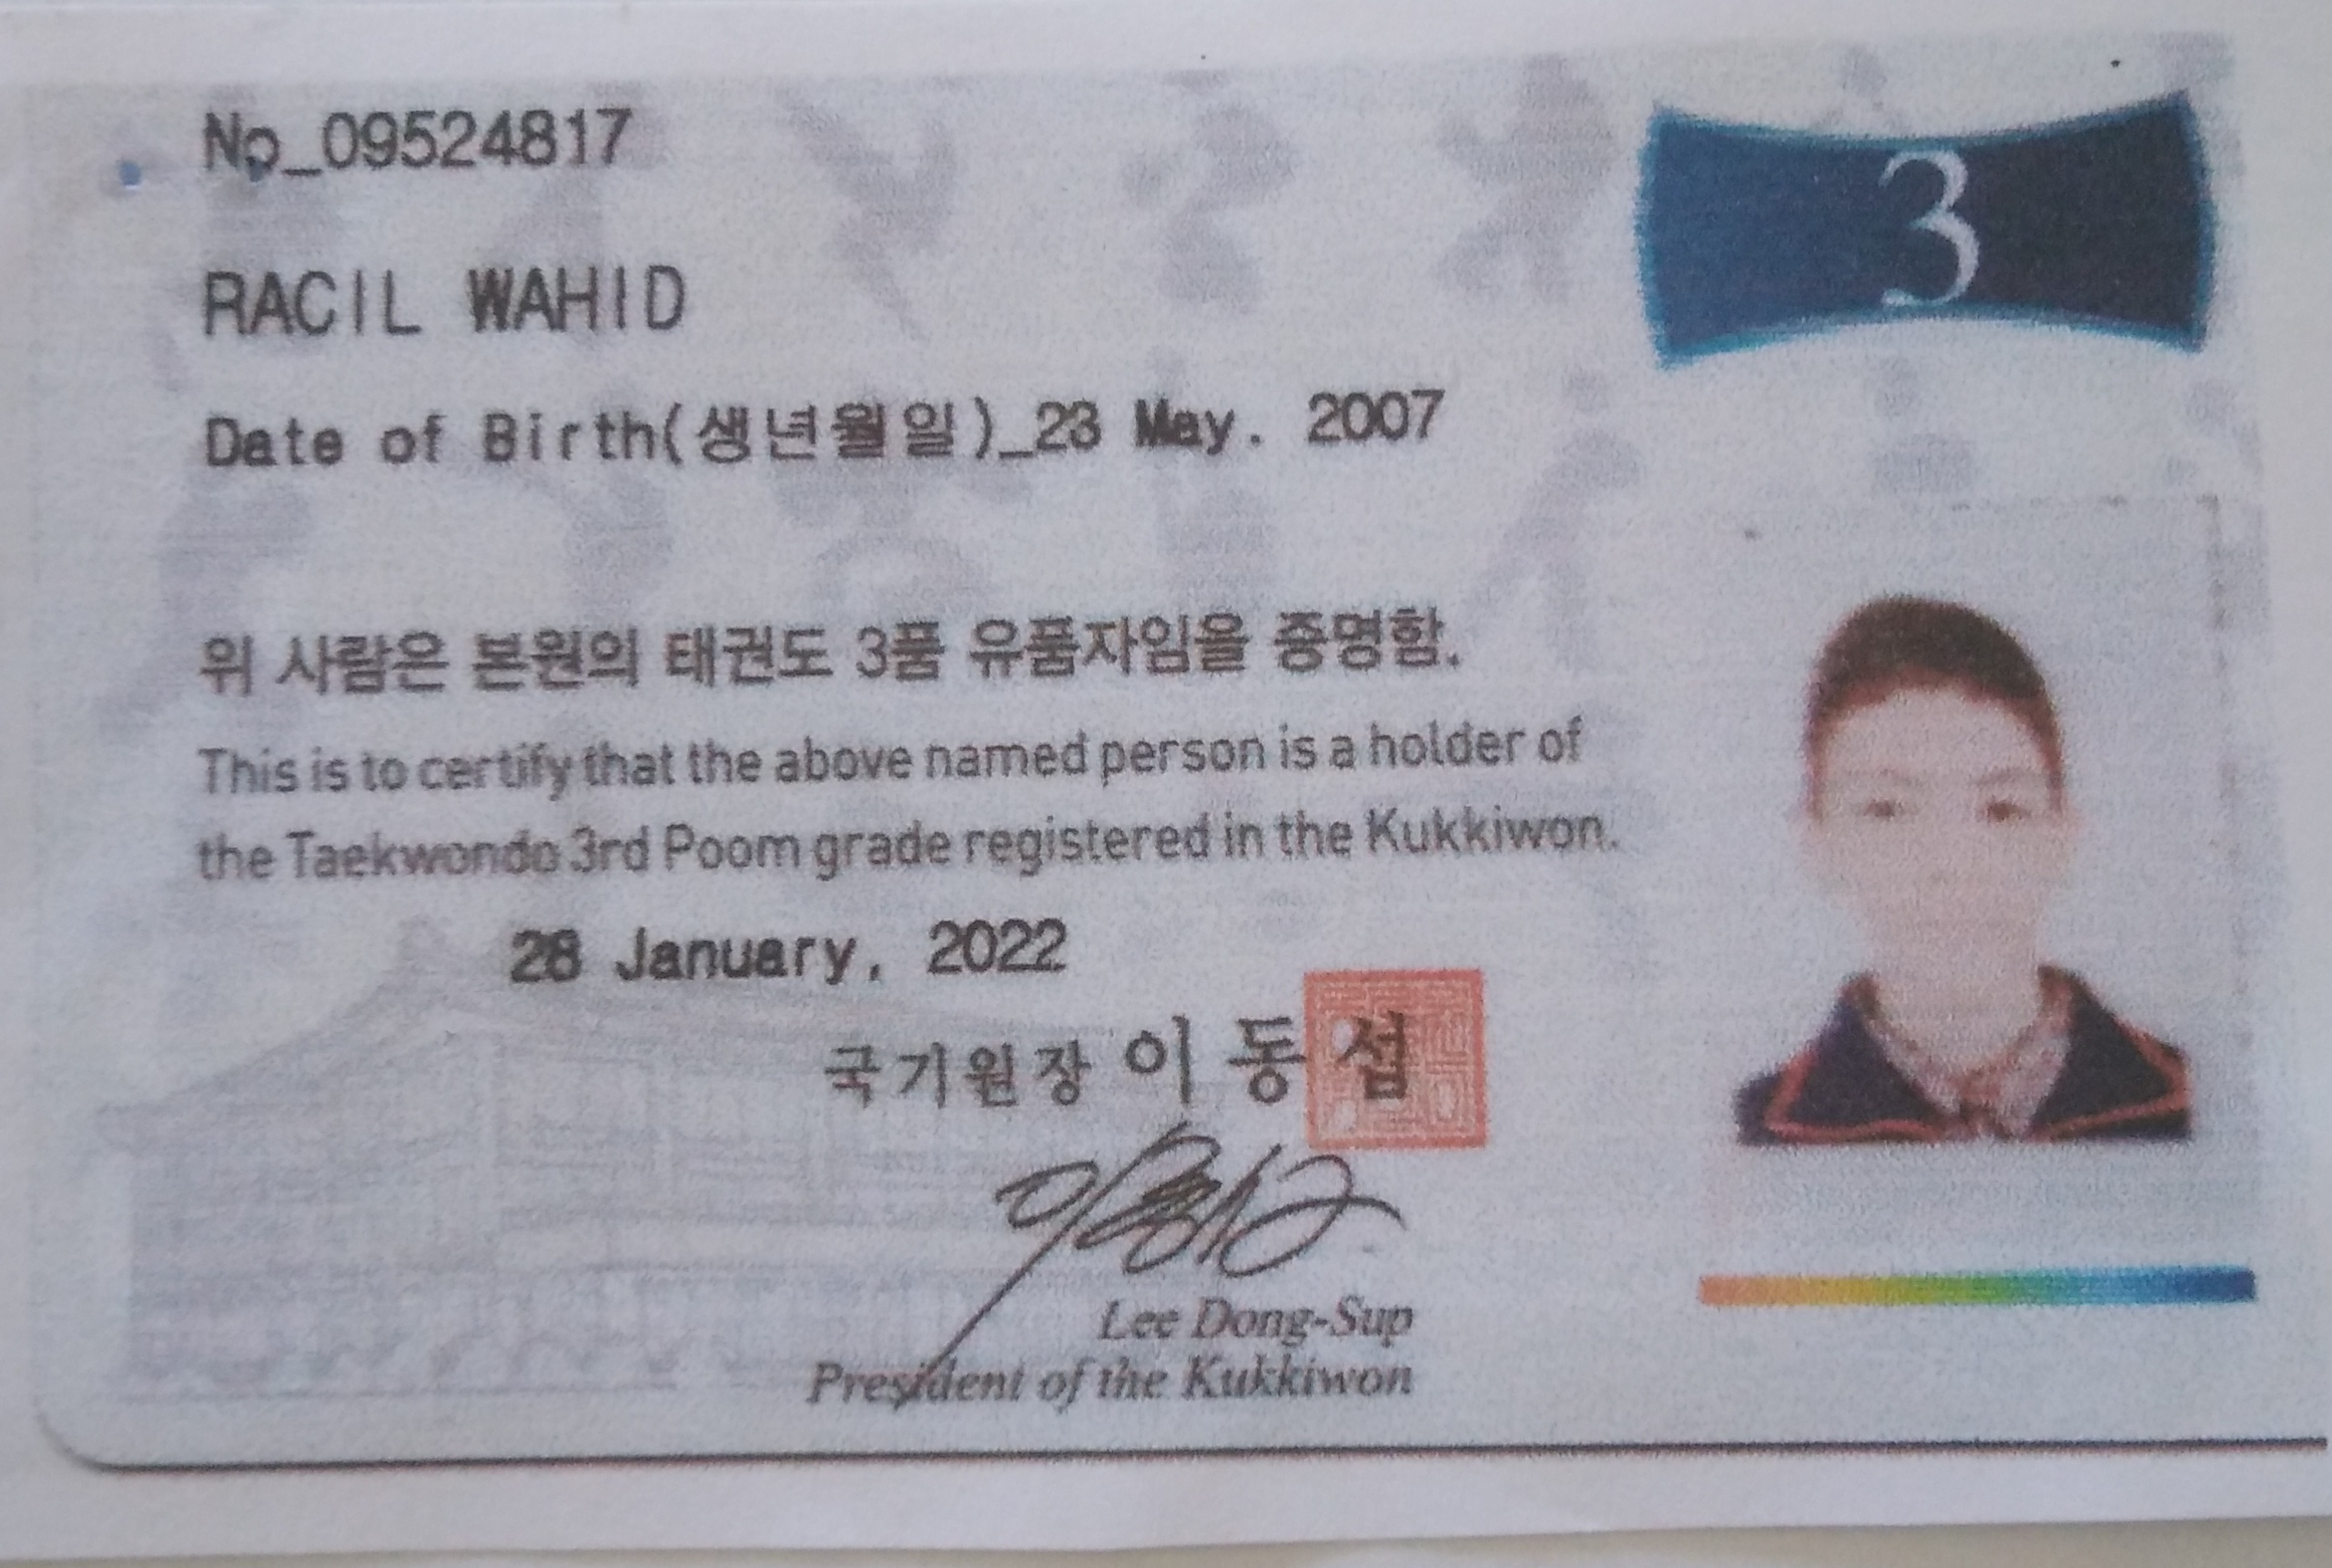 No_09524817
3
RACIL WAHID
Date of Birth(생년월일)_23 May. 2007
위 사람은 본원의 태권도 3품 유품자임을 증명함.
This is to certify that the above named person is a holder of
the Taekwondo 3rd Poom grade registered in the Kukkiwon.
28 January, 2022
국기원장 이동섭
Lee Dong-Sup
President of the Kukkiwon